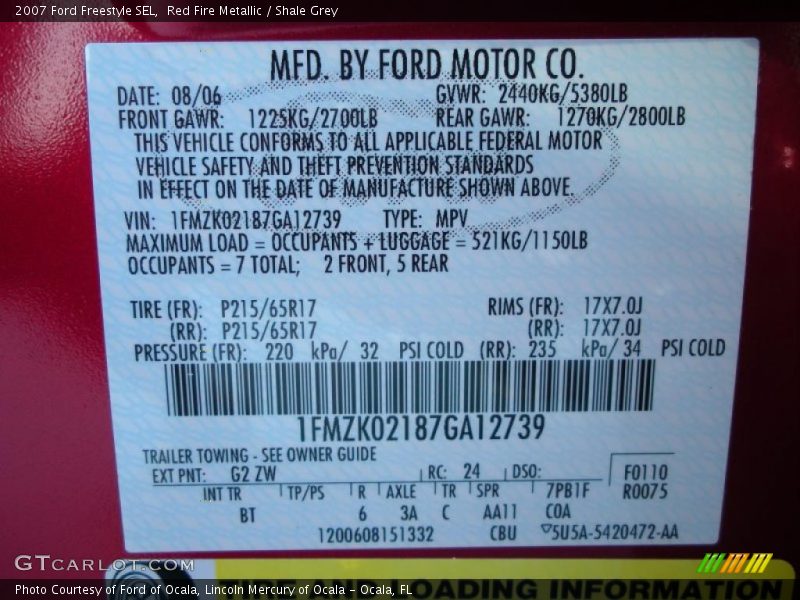 2007 Ford Freestyle SEL, Red Fire Metallic / Shale Grey
MFD. BY FORD MOTOR CO.
DATE: 08/06 GVWR: 2440KG/5380LB
FRONT GAWR: 1225KG/2700LB REAR GAWR: 1270KG/2800LB
THIS VEHICLE CONFORMS TO ALL APPLICABLE FEDERAL MOTOR
VEHICLE SAFETY AND THEFT PREVENTION STANDARDS
IN EFFECT ON THE DATE OF MANUFACTURE SHOWN ABOVE.
VIN: 1FMZK02187GA12739 TYPE: MPV
MAXIMUM LOAD = OCCUPANTS + LUGGAGE = 521KG/1150LB
OCCUPANTS = 7 TOTAL; 2 FRONT, 5 REAR
TIRE (FR): P215/65R17 RIMS (FR): 17X7.0J
(RR): P215/65R17 (RR): 17X7.0J
PRESSURE (FR): 220 kPa/ 32 PSI COLD (RR): 235 kPa/ 34 PSI COLD
1FMZK02187GA12739
TRAILER TOWING - SEE OWNER GUIDE
EXT PNT: G2 ZW RC: 24 DSO: F0110
INT TR TP/PS R AXLE TR SPR 7PB1F R0075
BT 6 3A C AA11 COA
1200608151332 CBU 5U5A-5420472-AA
GTCARLOT.COM
TIRE AND LOADING INFORMATION
Photo Courtesy of Ford of Ocala, Lincoln Mercury of Ocala – Ocala, FL